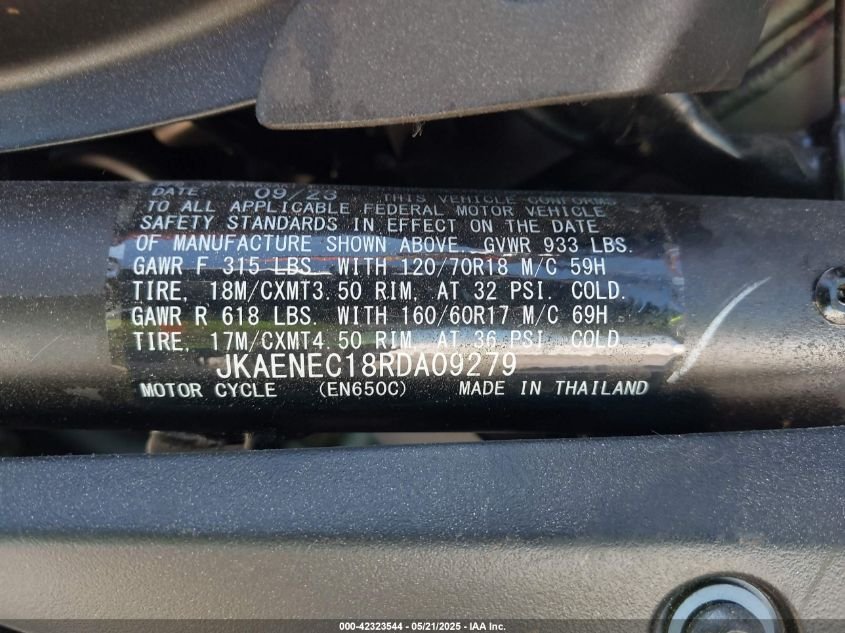 DATE: 09/23 THIS VEHICLE CONFORMS
TO ALL APPLICABLE FEDERAL MOTOR VEHICLE
SAFETY STANDARDS IN EFFECT ON THE DATE
OF MANUFACTURE SHOWN ABOVE. GVWR 933 LBS.
GAWR F 315 LBS. WITH 120/70R18 M/C 59H
TIRE, 18M/CXMT3.50 RIM, AT 32 PSI. COLD.
GAWR R 618 LBS. WITH 160/60R17 M/C 69H
TIRE, 17M/CXMT4.50 RIM, AT 36 PSI. COLD
JKAENEC18RDA09279
MOTOR CYCLE (EN650C) MADE IN THAILAND
000-42323544 - 05/21/2025 - IAA Inc.